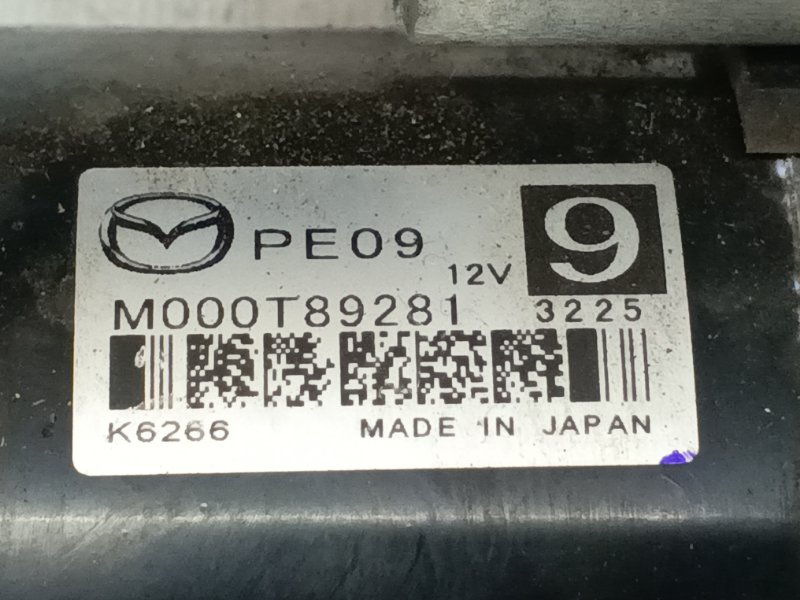 PE09
12V
9
M000T89281
3225
K6266
MADE IN JAPAN